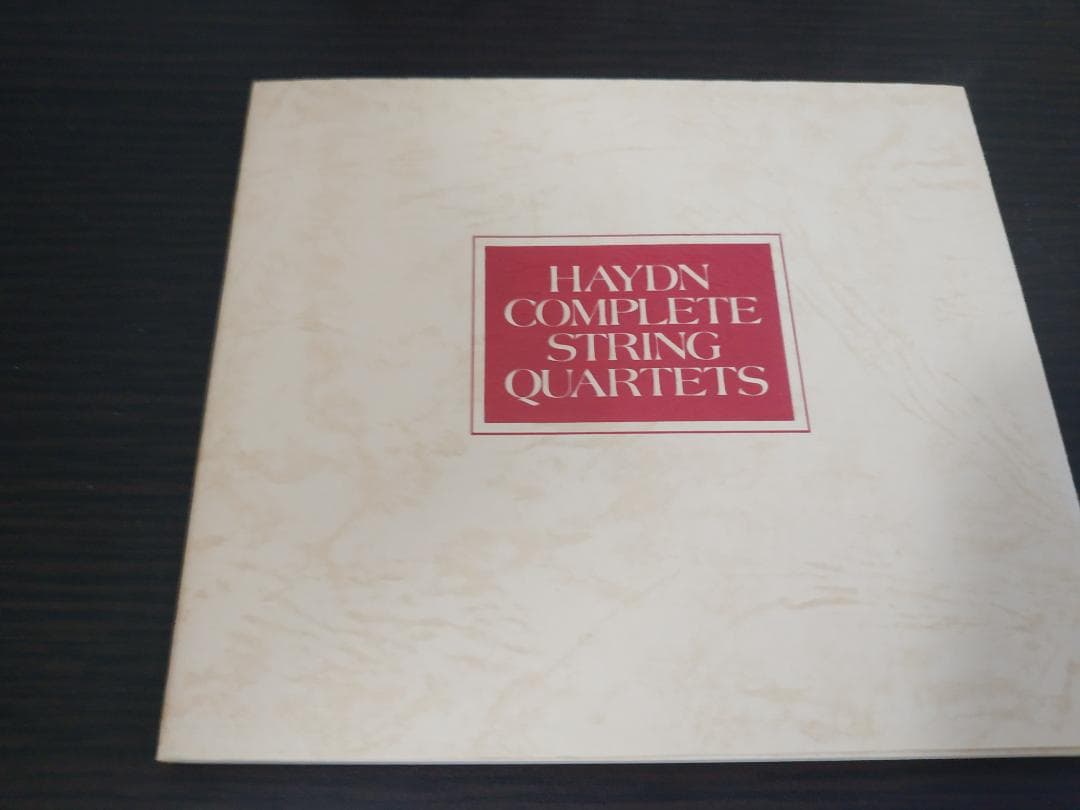 HAYDN
COMPLETE
STRING
QUARTETS